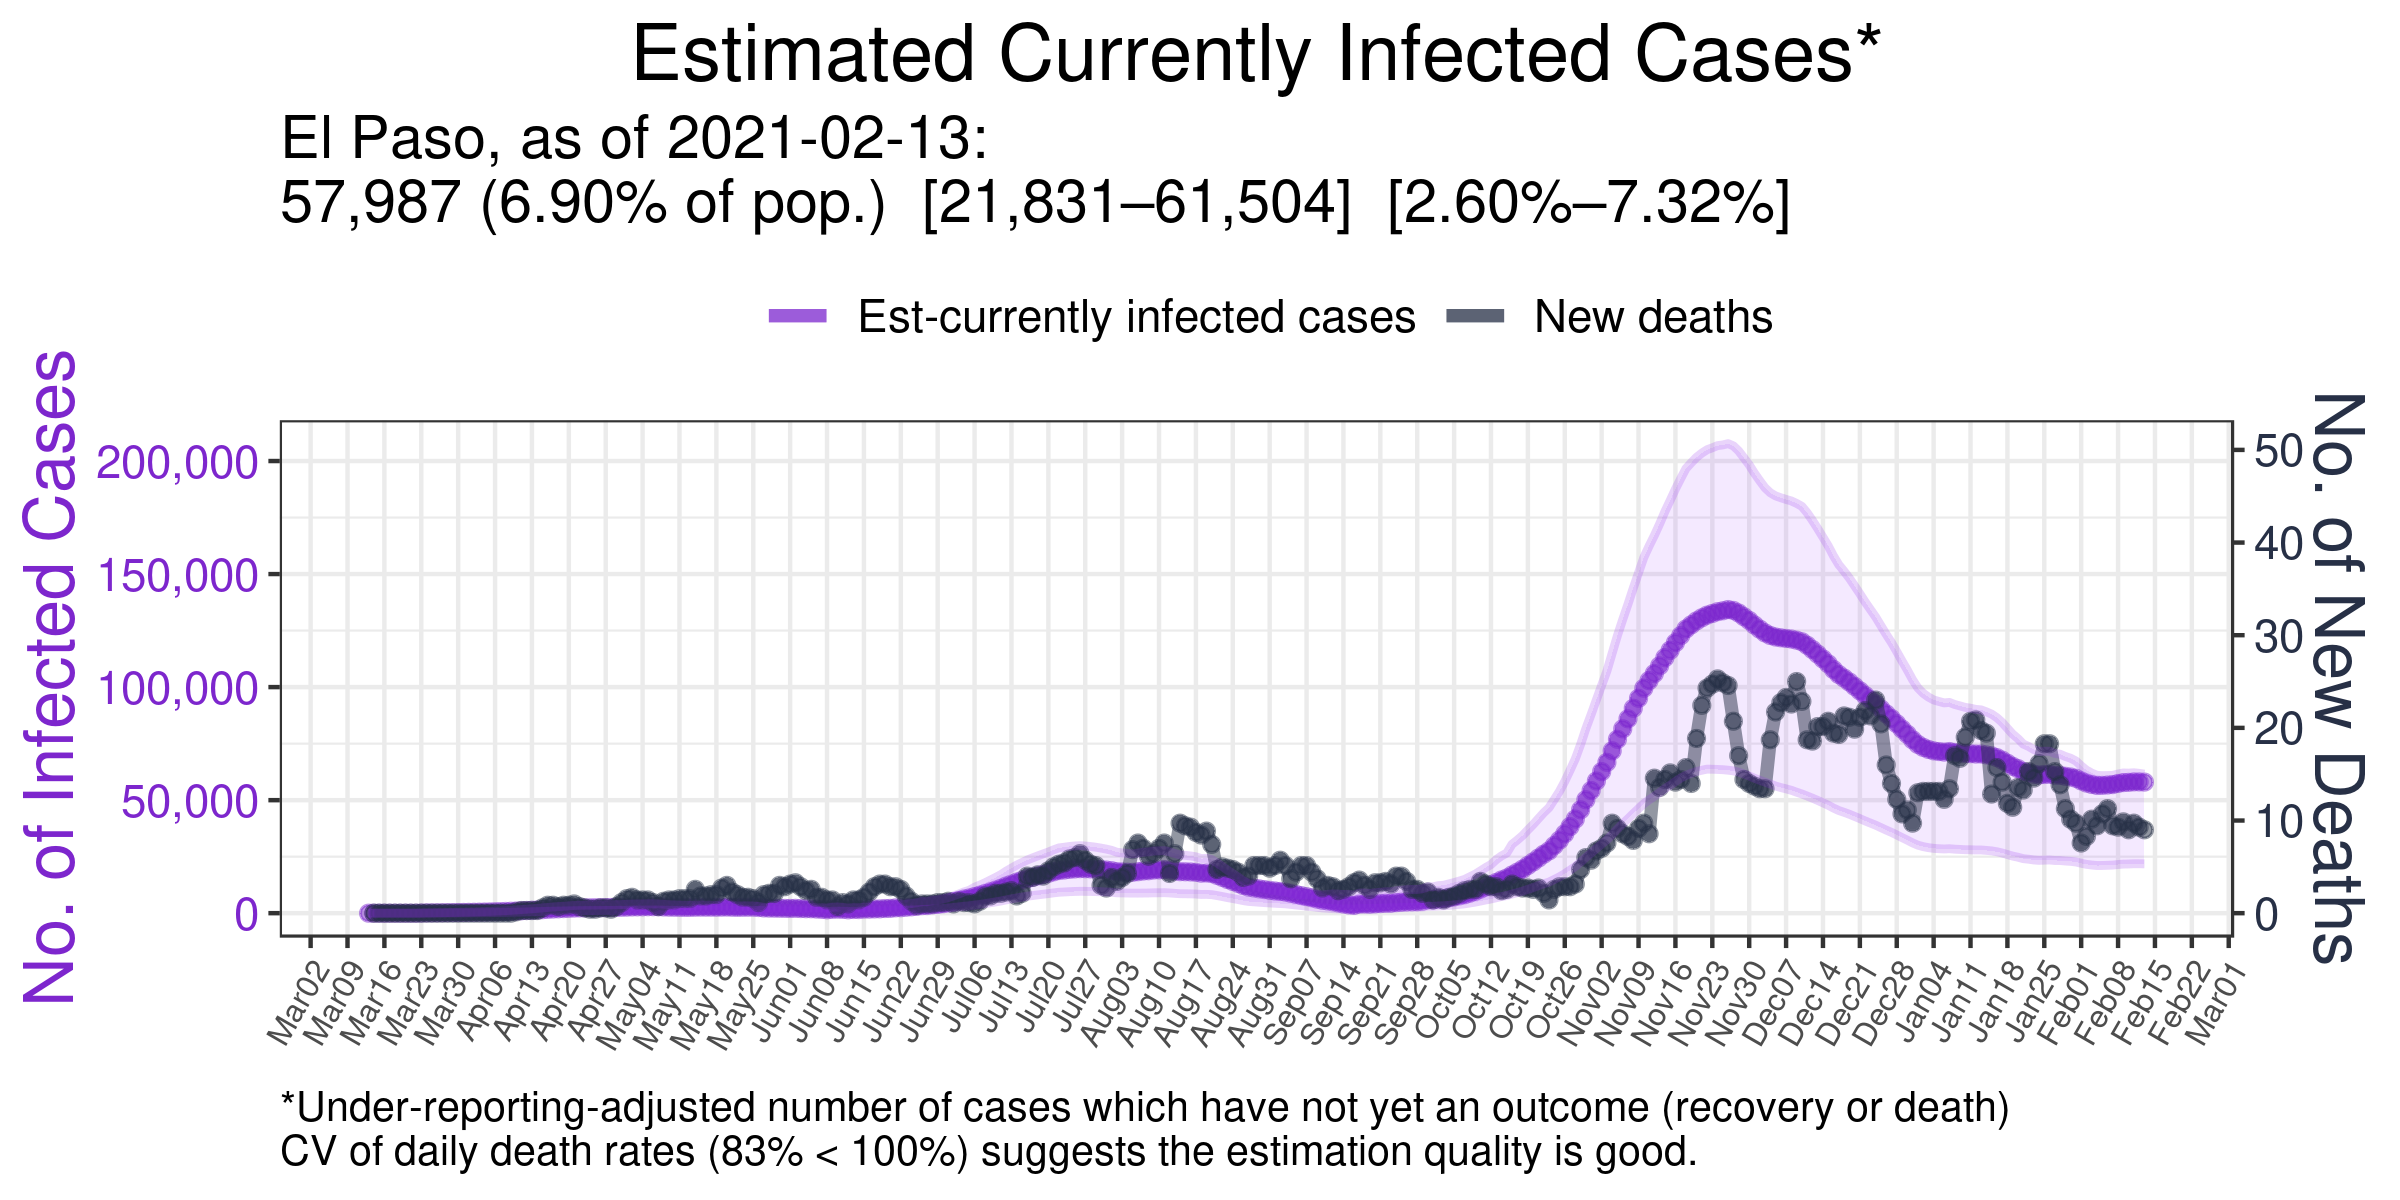 Estimated Currently Infected Cases*
El Paso, as of 2021-02-13:
57,987 (6.90% of pop.) [21,831–61,504] [2.60%–7.32%]
Est-currently infected cases
New deaths
No. of Infected Cases
200,000
150,000
100,000
50,000
0
50
40
30
20
10
0
No. of New Deaths
Mar02
Mar09
Mar16
Mar23
Mar30
Apr06
Apr13
Apr20
Apr27
May04
May11
May18
May25
Jun01
Jun08
Jun15
Jun22
Jun29
Jul06
Jul13
Jul20
Jul27
Aug03
Aug10
Aug17
Aug24
Aug31
Sep07
Sep14
Sep21
Sep28
Oct05
Oct12
Oct19
Oct26
Nov02
Nov09
Nov16
Nov23
Nov30
Dec07
Dec14
Dec21
Dec28
Jan04
Jan11
Jan18
Jan25
Feb01
Feb08
Feb15
Feb22
Mar01
*Under-reporting-adjusted number of cases which have not yet an outcome (recovery or death)
CV of daily death rates (83% < 100%) suggests the estimation quality is good.